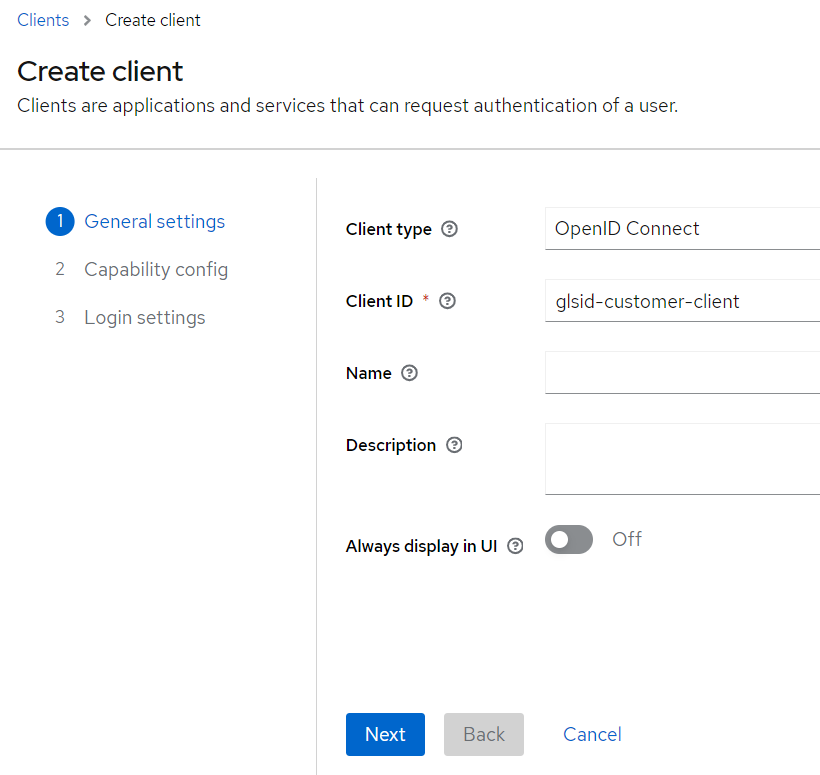 Clients > Create client
Create client
Clients are applications and services that can request authentication of a user.
1 General settings
2 Capability config
3 Login settings
Client type
OpenID Connect
Client ID *
glsid-customer-client
Name
Description
Always display in UI
Off
Next
Back
Cancel